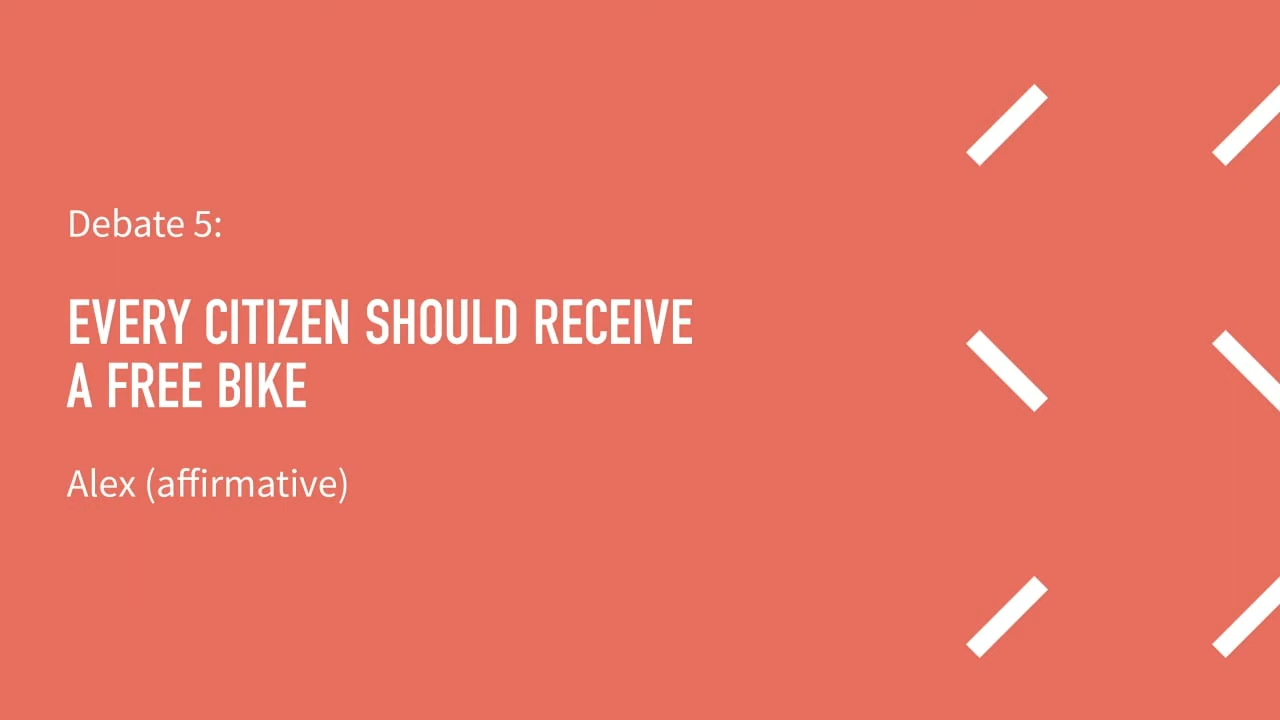 Debate 5:
EVERY CITIZEN SHOULD RECEIVE
A FREE BIKE
Alex (affirmative)